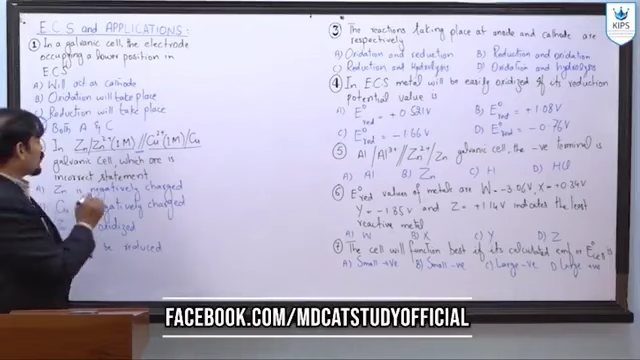 E C S and APPLICATIONS :
① In a galvanic cell, the electrode
occupying a lower position in
E C S
A) Will act as cathode
B) Oxidation will take place
C) Reduction will take place
Both A & C
In Zn/Zn²⁺(1M)//Cu²⁺(1M)/Cu
galvanic cell, which one is
incorrect statement
A) Zn is negatively charged
Cu negatively charged
oxidized
be reduced
③ The reactions taking place at anode and cathode are
respectively
A) Oxidation and reduction B) Reduction and oxidation
C) Reduction and Hydrolysis D) Oxidation and hydrolysis
④ In ECS metal will be easily oxidized if its reduction
potential value is
A) E°red = +0.521V B) E°red = +1.08V
C) E°red = -1.66V D) E°red = -0.76V
⑤ Al/Al³⁺//Zn²⁺/Zn galvanic cell, the -ve terminal is
A) Al B) Zn C) H D) HCl
⑥ E°red values of metals are W = -3.06V, X = +0.34V
Y = -1.85V and Z = +1.14V indicates the least
reactive metal
A) W B) X C) Y D) Z
⑦ The cell will function best if its calculated emf or E°cell is
A) Small +ve B) Small -ve C) Large -ve D) Large +ve
KIPS
FACEBOOK.COM/MDCATSTUDYOFFICIAL